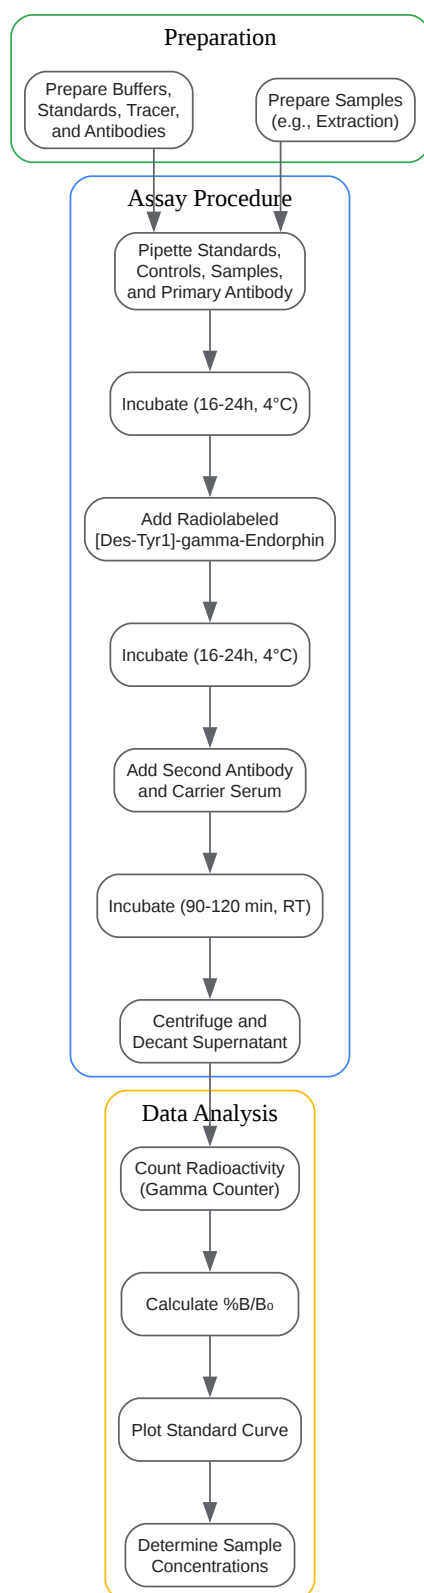 Preparation
Prepare Buffers,
Standards, Tracer,
and Antibodies
Prepare Samples
(e.g., Extraction)
Assay Procedure
Pipette Standards,
Controls, Samples,
and Primary Antibody
Incubate (16-24h, 4°C)
Add Radiolabeled
[Des-Tyr1]-gamma-Endorphin
Incubate (16-24h, 4°C)
Add Second Antibody
and Carrier Serum
Incubate (90-120 min, RT)
Centrifuge and
Decant Supernatant
Data Analysis
Count Radioactivity
(Gamma Counter)
Calculate %B/B₀
Plot Standard Curve
Determine Sample
Concentrations